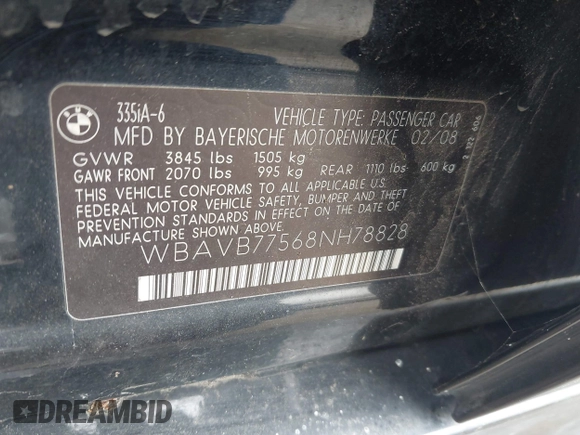 BMW
335iA-6
VEHICLE TYPE: PASSENGER CAR
MFD BY BAYERISCHE MOTORENWERKE 02/08
GVWR 3845 lbs 1505 kg
GAWR FRONT 2070 lbs 995 kg REAR 1110 lbs 600 kg
THIS VEHICLE CONFORMS TO ALL APPLICABLE U.S.
FEDERAL MOTOR VEHICLE SAFETY, BUMPER AND THEFT
PREVENTION STANDARDS IN EFFECT ON THE DATE OF
MANUFACTURE SHOWN ABOVE.
WBAVB77568NH78828
DREAMBID